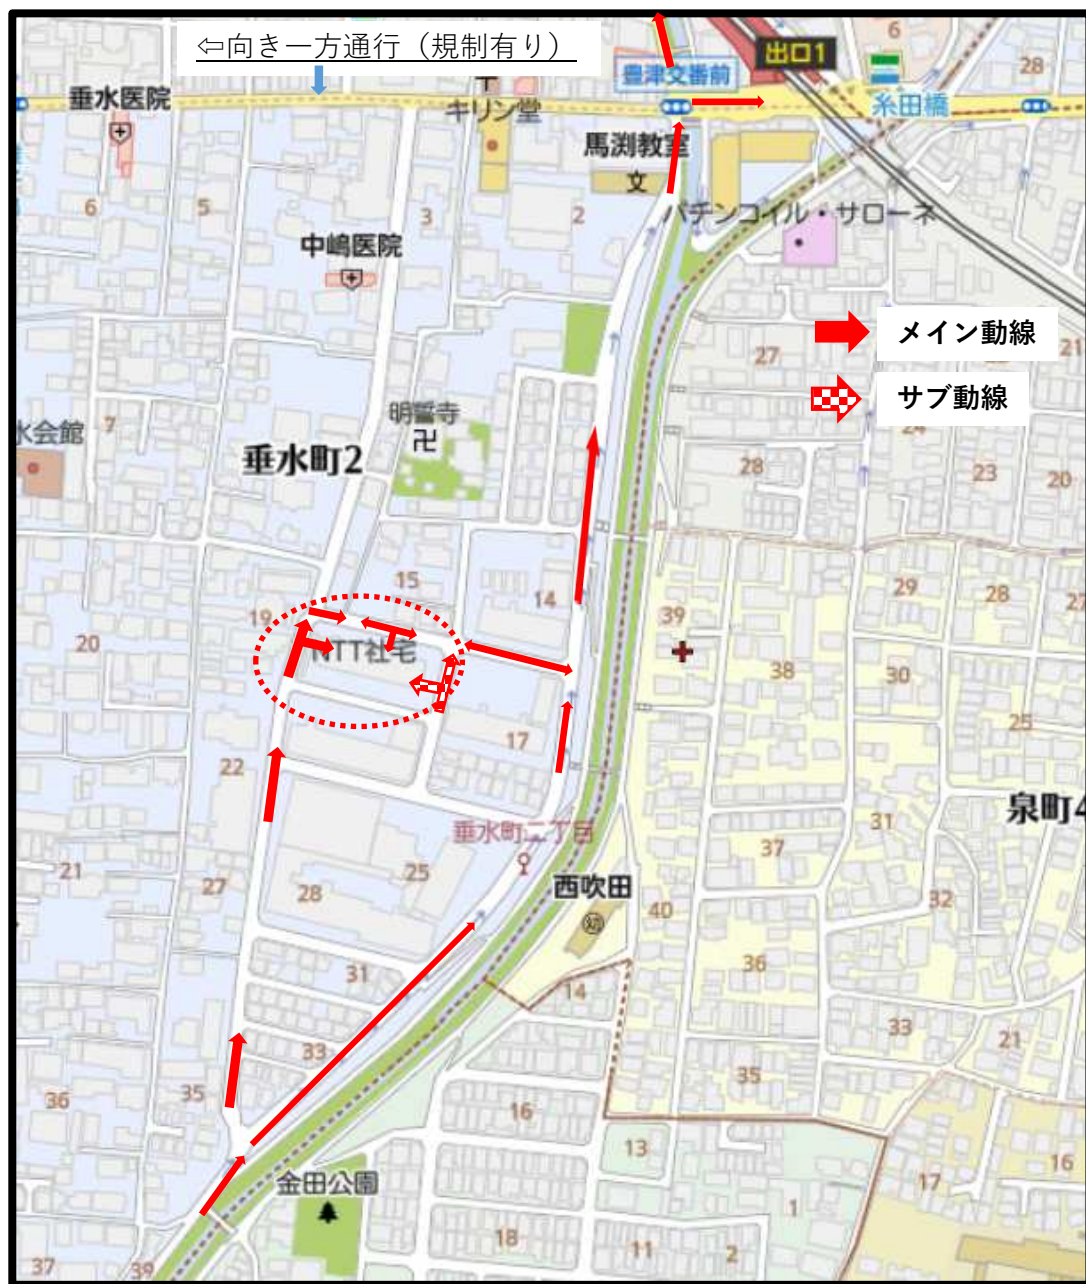 ⇦向き一方通行（規制有り）
出口1
6
豊津交番前
28
垂水医院
キリン堂
糸田橋
馬渕教室
文
6
5
3
2
パチンコイル・サローネ
中嶋医院
メイン動線
27
21
サブ動線
明誓寺
卍
水会館
7
垂水町2
24
28
23
20
15
14
29
28
19
39
20
NTT社宅
38
30
25
17
22
泉町4
31
垂水町二丁目
37
21
27
25
28
西吹田
幼
40
32
36
31
14
33
33
21
35
35
36
16
13
16
17
金田公園
1
18
11
2
37
39